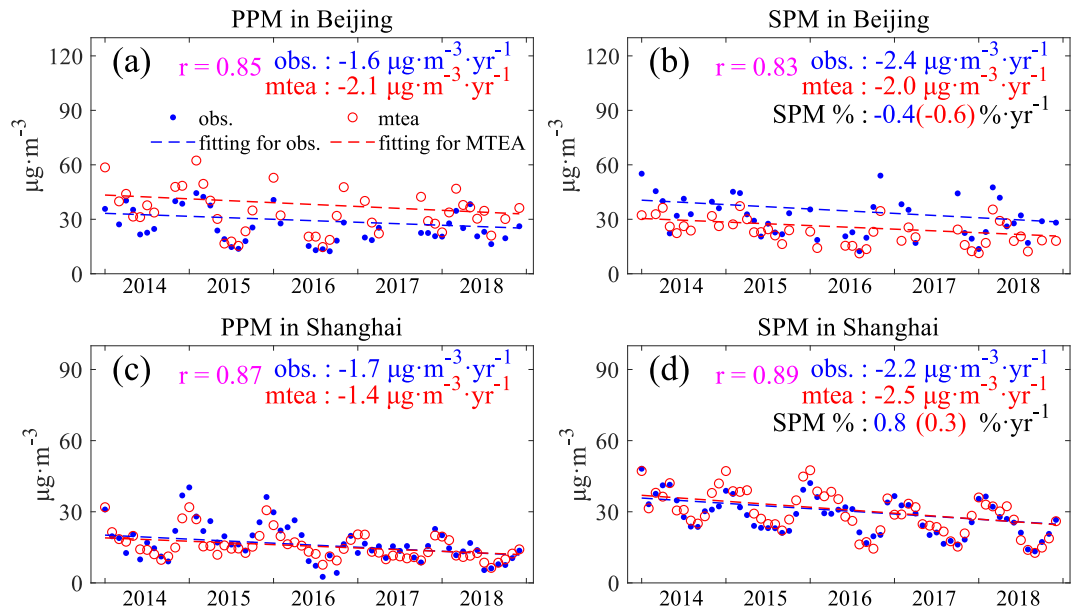 PPM in Beijing
120
90
60
30
0
μg·m⁻³
(a)
r = 0.85
obs. : -1.6 μg·m⁻³·yr⁻¹
mtea : -2.1 μg·m⁻³·yr⁻¹
obs.
mtea
fitting for obs.
fitting for MTEA
2014 2015 2016 2017 2018
SPM in Beijing
120
90
60
30
0
μg·m⁻³
(b)
r = 0.83
obs. : -2.4 μg·m⁻³·yr⁻¹
mtea : -2.0 μg·m⁻³·yr⁻¹
SPM % : -0.4(-0.6) %·yr⁻¹
2014 2015 2016 2017 2018
PPM in Shanghai
90
60
30
0
μg·m⁻³
(c)
r = 0.87
obs. : -1.7 μg·m⁻³·yr⁻¹
mtea : -1.4 μg·m⁻³·yr⁻¹
2014 2015 2016 2017 2018
SPM in Shanghai
90
60
30
0
μg·m⁻³
(d)
r = 0.89
obs. : -2.2 μg·m⁻³·yr⁻¹
mtea : -2.5 μg·m⁻³·yr⁻¹
SPM % : 0.8 (0.3) %·yr⁻¹
2014 2015 2016 2017 2018